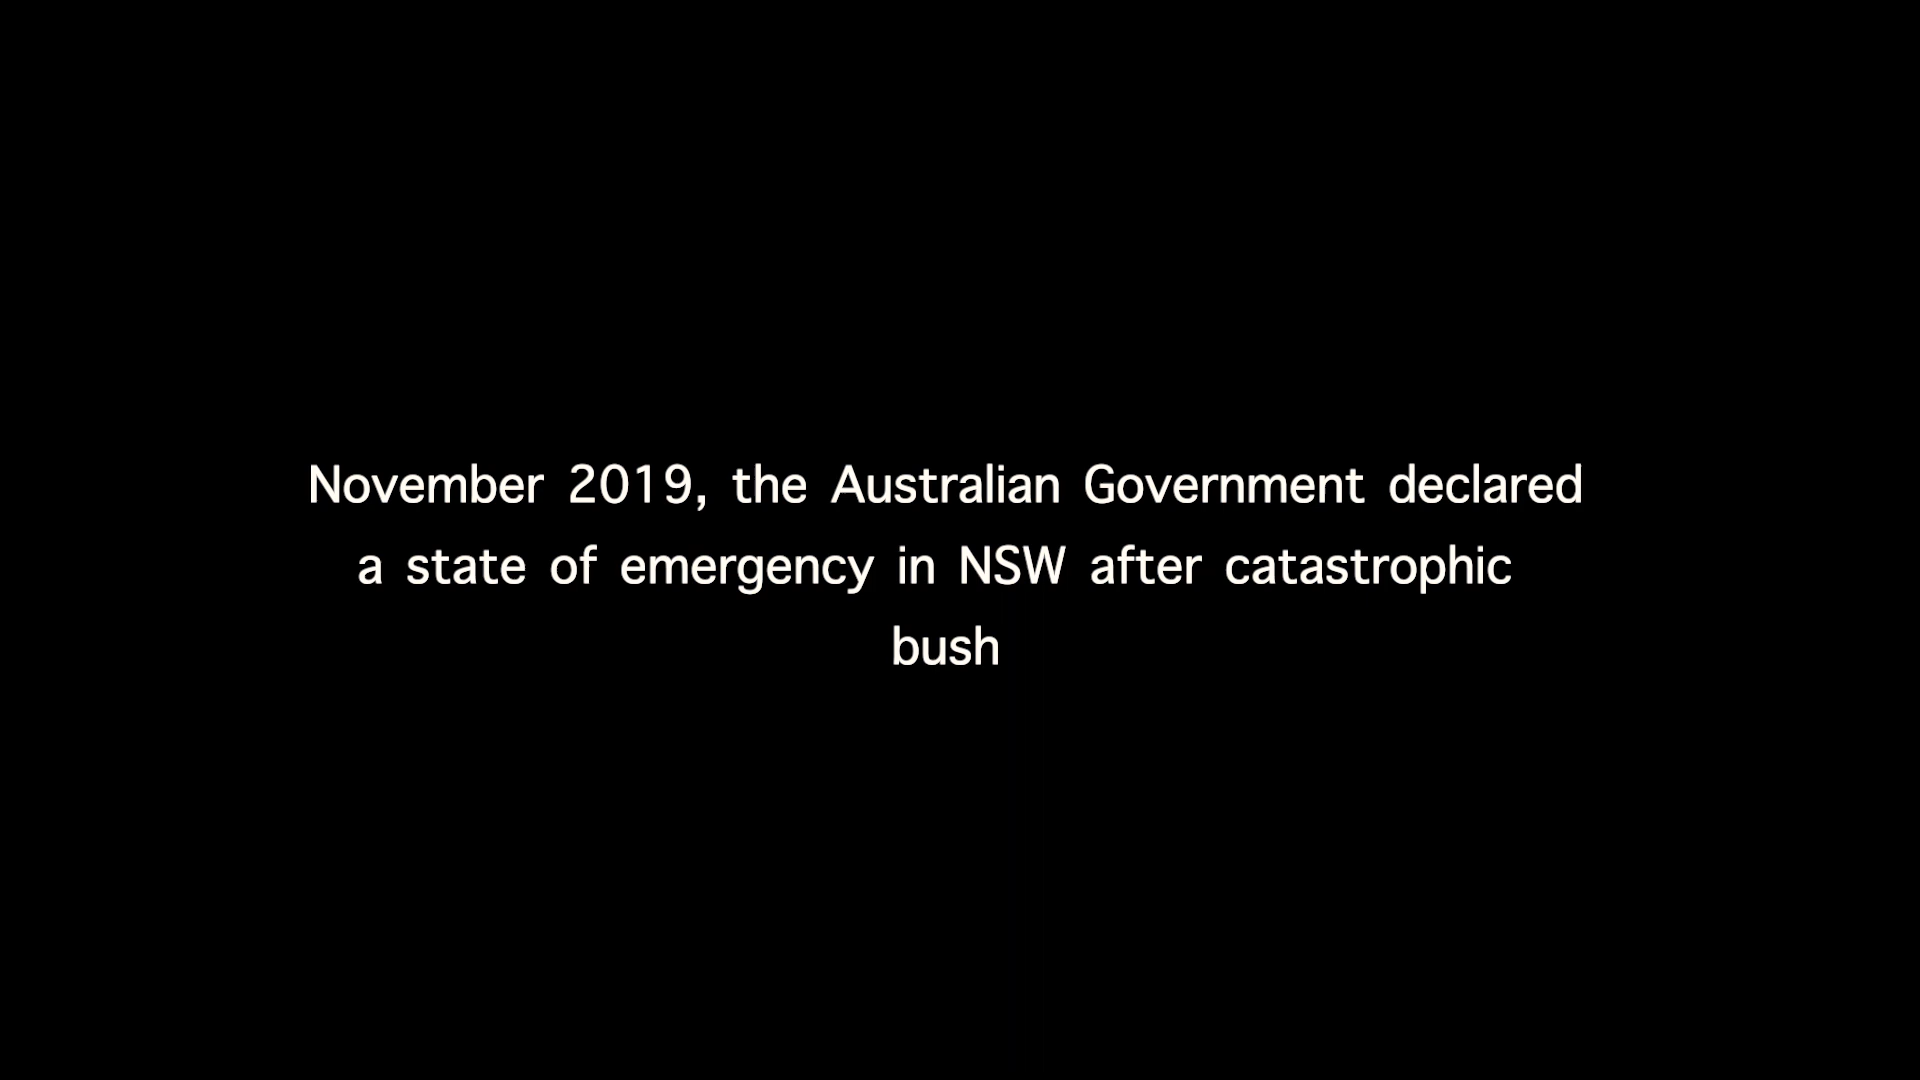 November 2019, the Australian Government declared
a state of emergency in NSW after catastrophic
bush